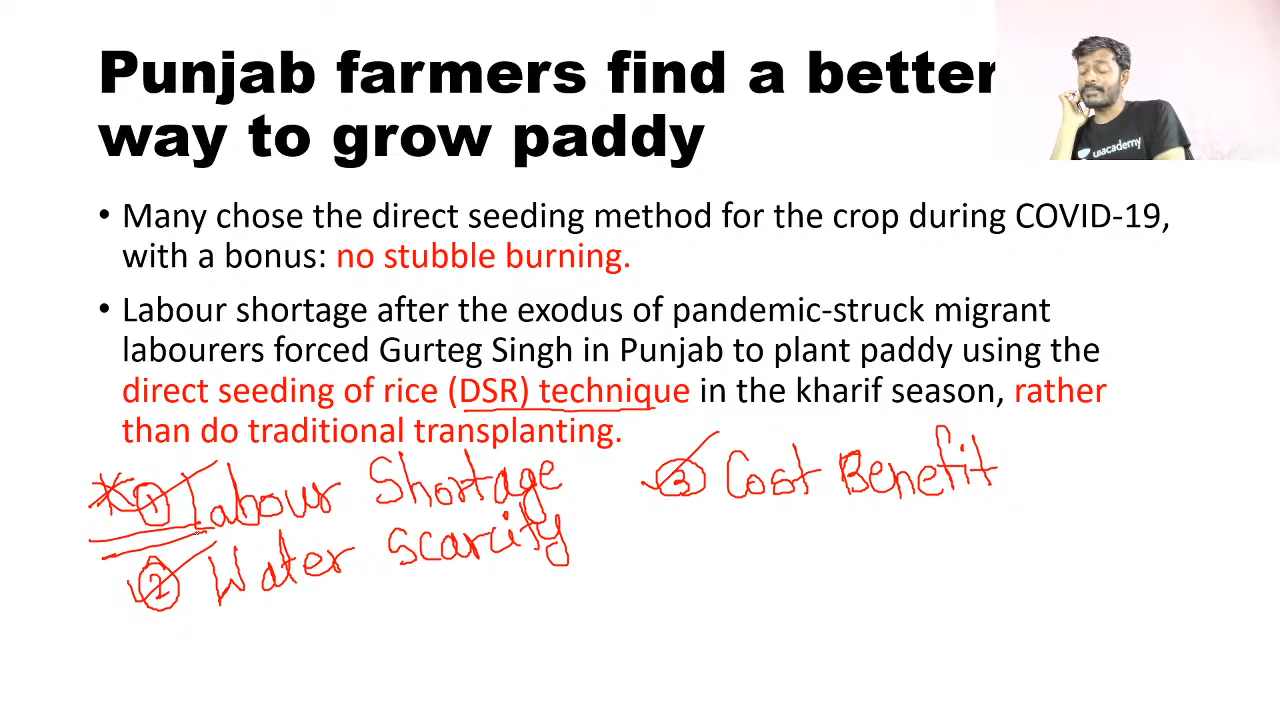 Punjab farmers find a better
way to grow paddy
unacademy
• Many chose the direct seeding method for the crop during COVID-19,
with a bonus: no stubble burning.
• Labour shortage after the exodus of pandemic-struck migrant
labourers forced Gurteg Singh in Punjab to plant paddy using the
direct seeding of rice (DSR) technique in the kharif season, rather
than do traditional transplanting.
1 Labour Shortage
2 Water scarcity
3 Cost Benefit